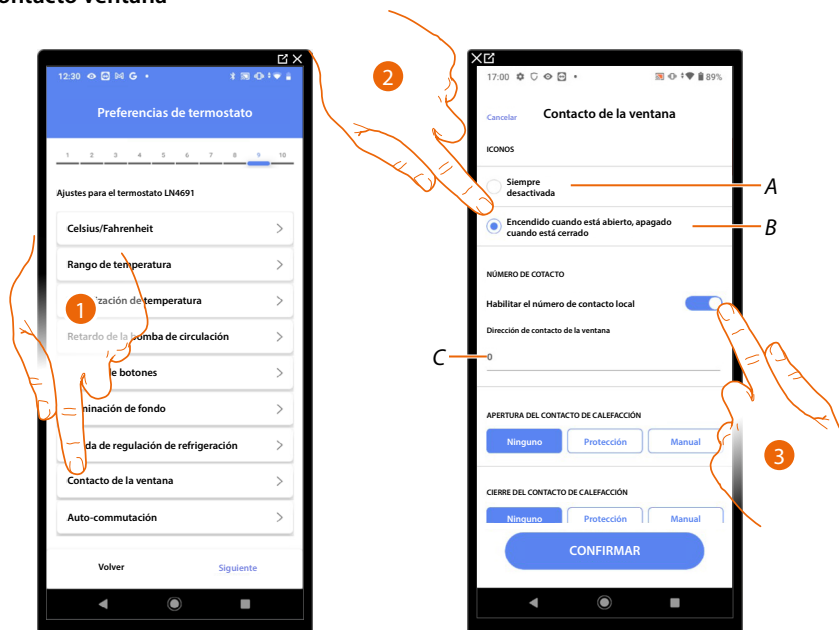 ontacto ventana
12:30
Preferencias de termostato
1 2 3 4 5 6 7 8 9 10
Ajustes para el termostato LN4691
Celsius/Fahrenheit
Rango de temperatura
ización de temperatura
Retardo de la bomba de circulación
de botones
minación de fondo
da de regulación de refrigeración
Contacto de la ventana
Auto-commutación
Volver
Siguiente
1
2
17:00
89%
Cancelar
Contacto de la ventana
ICONOS
Siempre
desactivada
A
Encendido cuando está abierto, apagado
cuando está cerrado
B
NÚMERO DE COTACTO
Habilitar el número de contacto local
Dirección de contacto de la ventana
C
0
APERTURA DEL CONTACTO DE CALEFACCIÓN
Ninguno
Protección
Manual
3
CIERRE DEL CONTACTO DE CALEFACCIÓN
Ninguno
Protección
Manual
CONFIRMAR